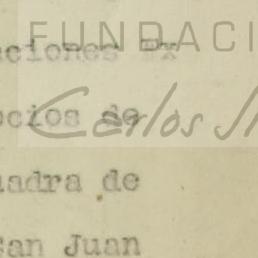 FUNDACI
ciones Ex
ocios de
Carlos
uadra de
San Juan